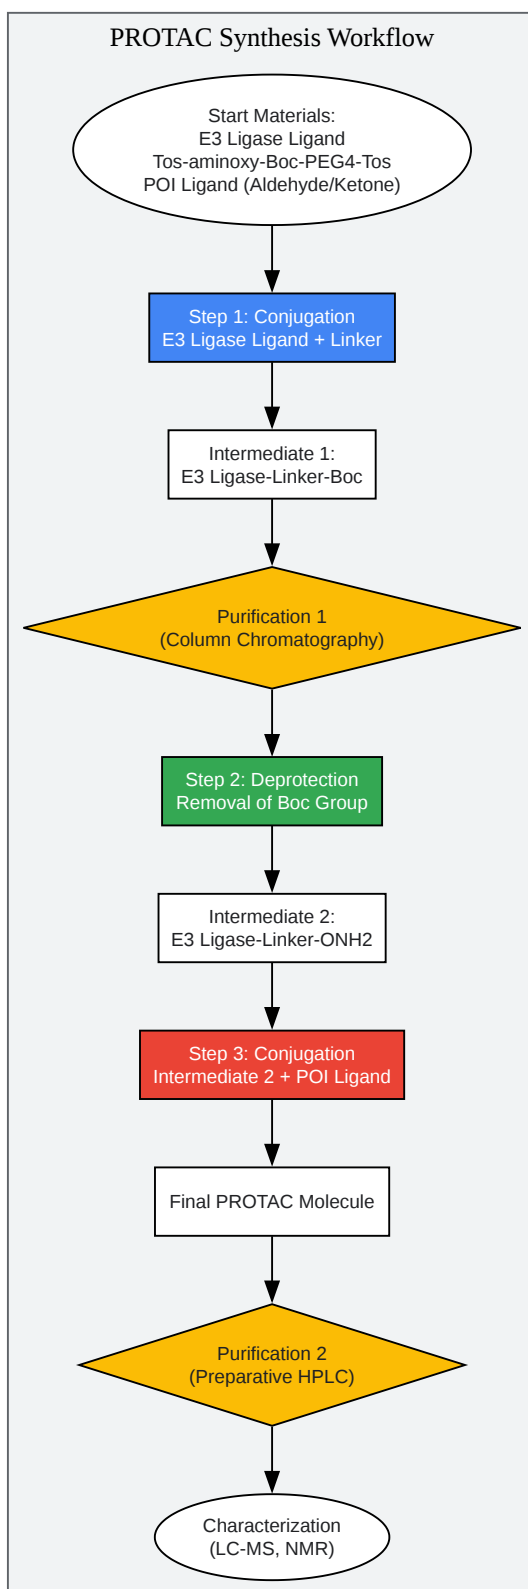 PROTAC Synthesis Workflow
Start Materials:
E3 Ligase Ligand
Tos-aminoxy-Boc-PEG4-Tos
POI Ligand (Aldehyde/Ketone)
Step 1: Conjugation
E3 Ligase Ligand + Linker
Intermediate 1:
E3 Ligase-Linker-Boc
Purification 1
(Column Chromatography)
Step 2: Deprotection
Removal of Boc Group
Intermediate 2:
E3 Ligase-Linker-ONH2
Step 3: Conjugation
Intermediate 2 + POI Ligand
Final PROTAC Molecule
Purification 2
(Preparative HPLC)
Characterization
(LC-MS, NMR)